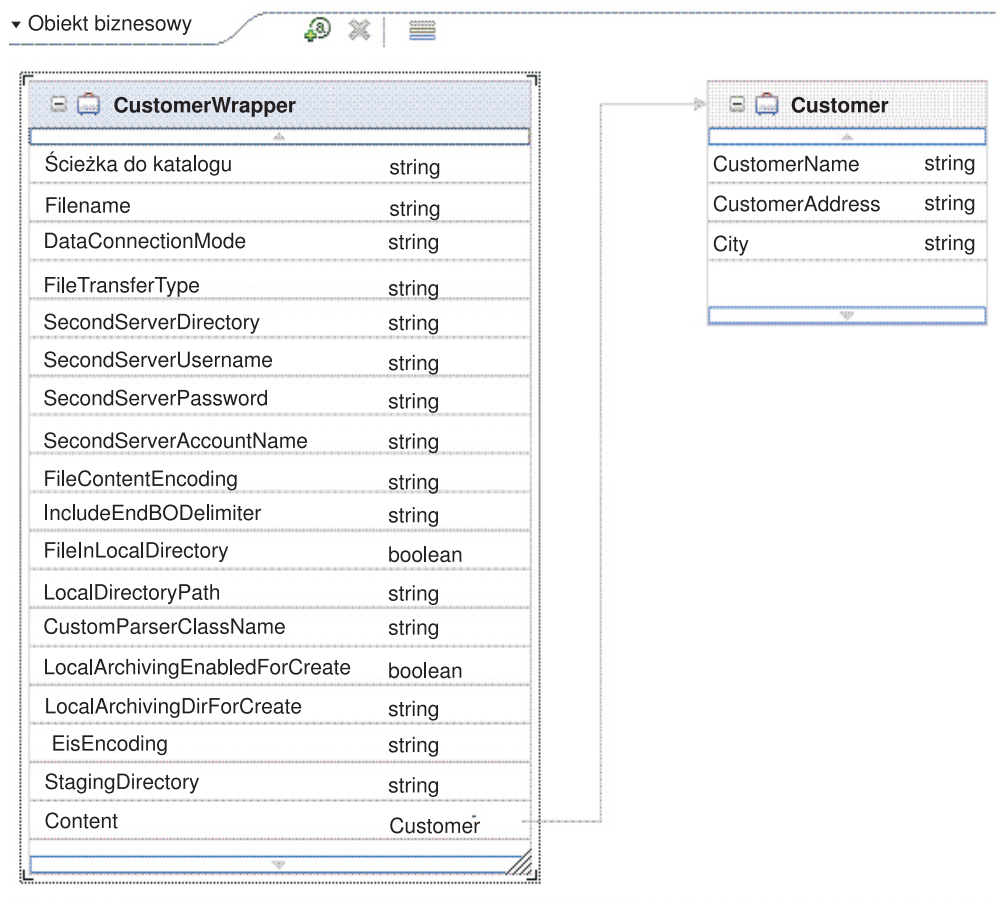 Obiekt biznesowy
CustomerWrapper
Ścieżka do katalogu string
Filename string
DataConnectionMode string
FileTransferType string
SecondServerDirectory string
SecondServerUsername string
SecondServerPassword string
SecondServerAccountName string
FileContentEncoding string
IncludeEndBODelimiter string
FileInLocalDirectory boolean
LocalDirectoryPath string
CustomParserClassName string
LocalArchivingEnabledForCreate boolean
LocalArchivingDirForCreate string
EisEncoding string
StagingDirectory string
Content Customer
Customer
CustomerName string
CustomerAddress string
City string